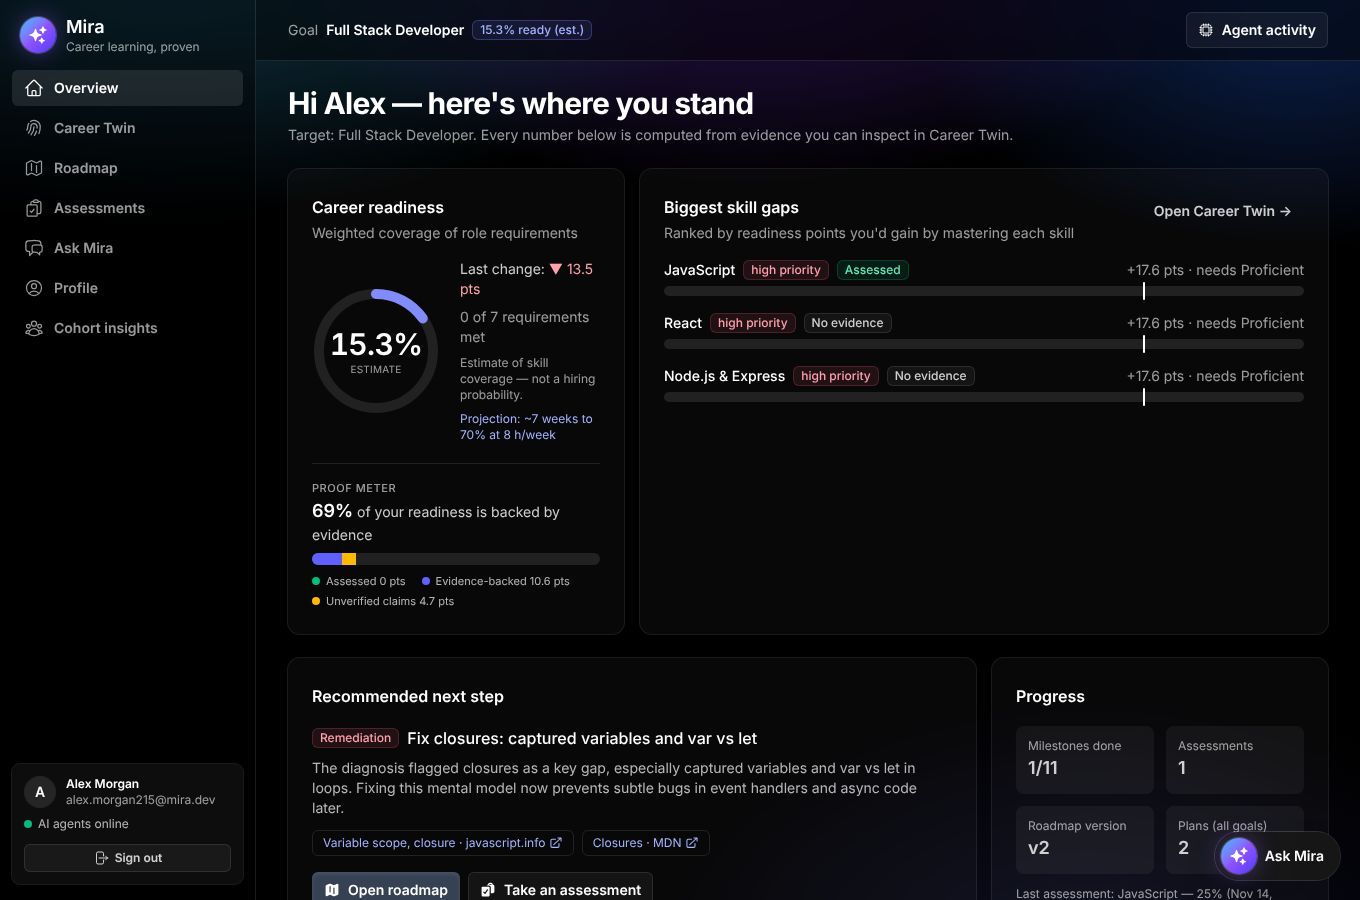 Mira
Career learning, proven
Overview
Career Twin
Roadmap
Assessments
Ask Mira
Profile
Cohort insights
A
Alex Morgan
alex.morgan215@mira.dev
AI agents online
Sign out
Goal Full Stack Developer 15.3% ready (est.)
Agent activity
Hi Alex — here's where you stand
Target: Full Stack Developer. Every number below is computed from evidence you can inspect in Career Twin.
Career readiness
Weighted coverage of role requirements
15.3%
ESTIMATE
Last change: ▼ 13.5
pts
0 of 7 requirements
met
Estimate of skill
coverage — not a hiring
probability.
Projection: ~7 weeks to
70% at 8 h/week
PROOF METER
69% of your readiness is backed by
evidence
Assessed 0 pts Evidence-backed 10.6 pts
Unverified claims 4.7 pts
Biggest skill gaps
Ranked by readiness points you'd gain by mastering each skill
Open Career Twin →
JavaScript high priority Assessed +17.6 pts · needs Proficient
React high priority No evidence +17.6 pts · needs Proficient
Node.js & Express high priority No evidence +17.6 pts · needs Proficient
Recommended next step
Remediation Fix closures: captured variables and var vs let
The diagnosis flagged closures as a key gap, especially captured variables and var vs let in
loops. Fixing this mental model now prevents subtle bugs in event handlers and async code
later.
Variable scope, closure · javascript.info Closures · MDN
Open roadmap Take an assessment
Progress
Milestones done
1/11
Assessments
1
Roadmap version
v2
Plans (all goals)
2
Ask Mira
Last assessment: JavaScript — 25% (Nov 14,